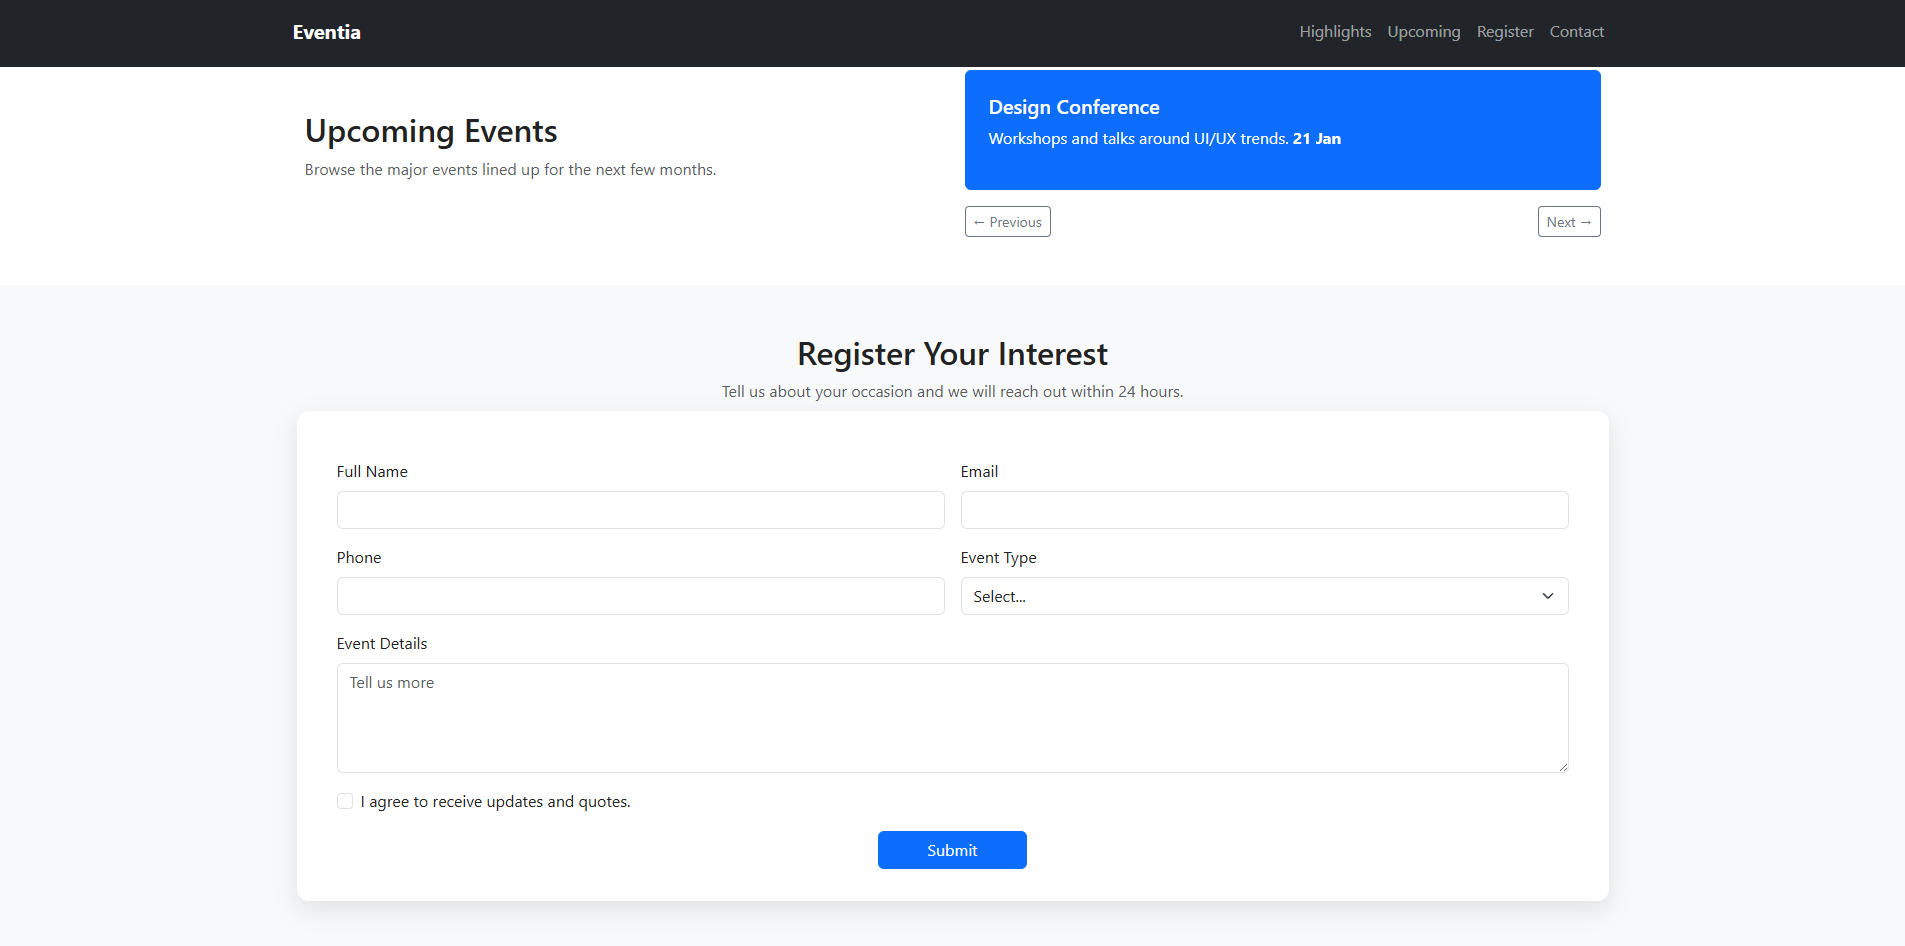 Eventia
Highlights Upcoming Register Contact
Upcoming Events
Browse the major events lined up for the next few months.
Design Conference
Workshops and talks around UI/UX trends. 21 Jan
← Previous
Next →
Register Your Interest
Tell us about your occasion and we will reach out within 24 hours.
Full Name
Email
Phone
Event Type
Select...
Event Details
Tell us more
I agree to receive updates and quotes.
Submit